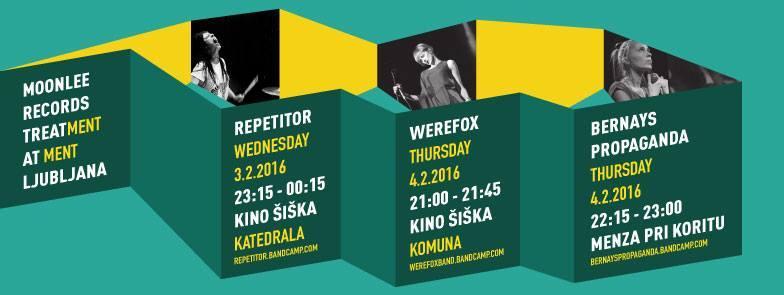 MOONLEE
RECORDS
TREATMENT
AT MENT
LJUBLJANA
REPETITOR
WEDNESDAY
3.2.2016
23:15 - 00:15
KINO ŠIŠKA
KATEDRALA
REPETITOR.BANDCAMP.COM
WEREFOX
THURSDAY
4.2.2016
21:00 - 21:45
KINO ŠIŠKA
KOMUNA
WEREFOXBAND.BANDCAMP.COM
BERNAYS
PROPAGANDA
THURSDAY
4.2.2016
22:15 - 23:00
MENZA PRI KORITU
BERNAYSPROPAGANDA.BANDCAMP.COM